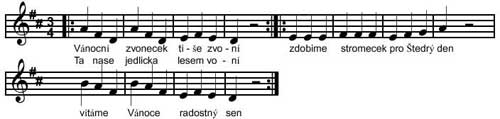 Vánocní zvonecek ti - še zvo - ní zdobime stromecek pro Štedrý den
Ta nase jedlicka lesem vo - ní
vitáme Vánoce radostný sen